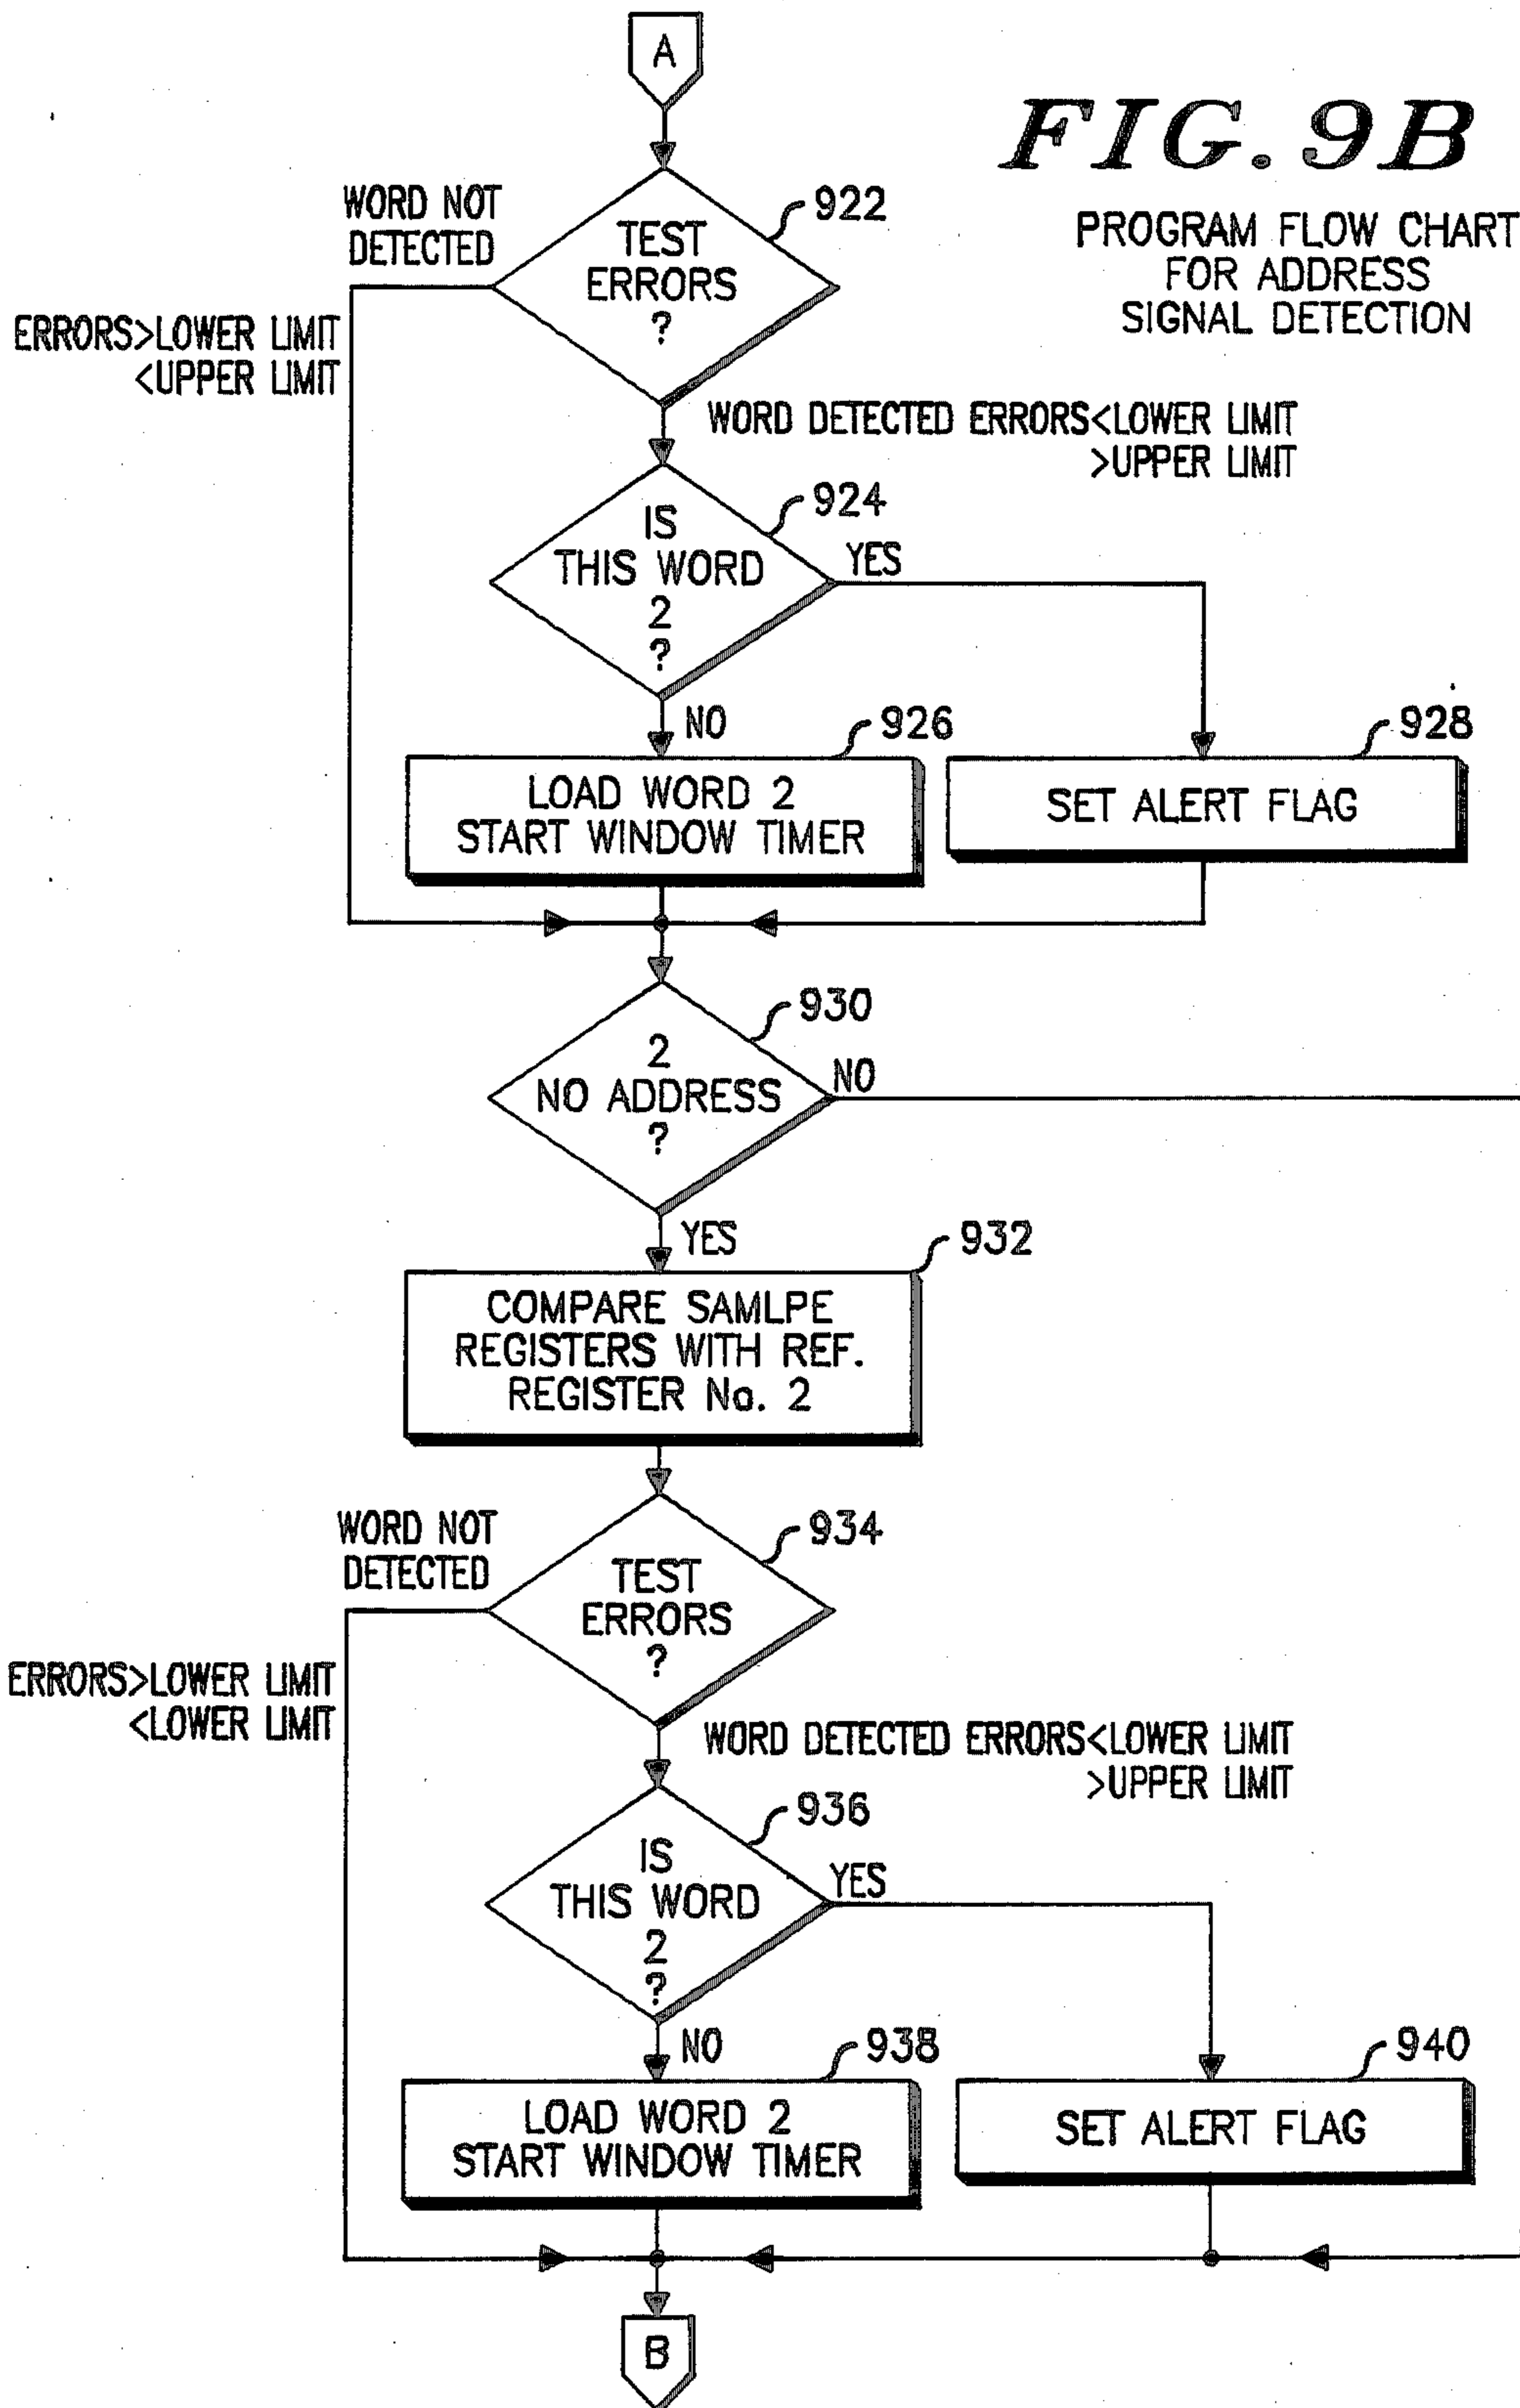 A
FIG. 9B
PROGRAM FLOW CHART
FOR ADDRESS
SIGNAL DETECTION
922
WORD NOT
DETECTED
TEST
ERRORS
?
ERRORS>LOWER LIMIT
<UPPER LIMIT
WORD DETECTED ERRORS<LOWER LIMIT
>UPPER LIMIT
924
IS
THIS WORD
2
?
YES
NO
926
928
LOAD WORD 2
START WINDOW TIMER
SET ALERT FLAG
930
2
NO ADDRESS
?
NO
YES
932
COMPARE SAMLPE
REGISTERS WITH REF.
REGISTER No. 2
934
WORD NOT
DETECTED
TEST
ERRORS
?
ERRORS>LOWER LIMIT
<LOWER LIMIT
WORD DETECTED ERRORS<LOWER LIMIT
>UPPER LIMIT
936
IS
THIS WORD
2
?
YES
NO
938
940
LOAD WORD 2
START WINDOW TIMER
SET ALERT FLAG
B